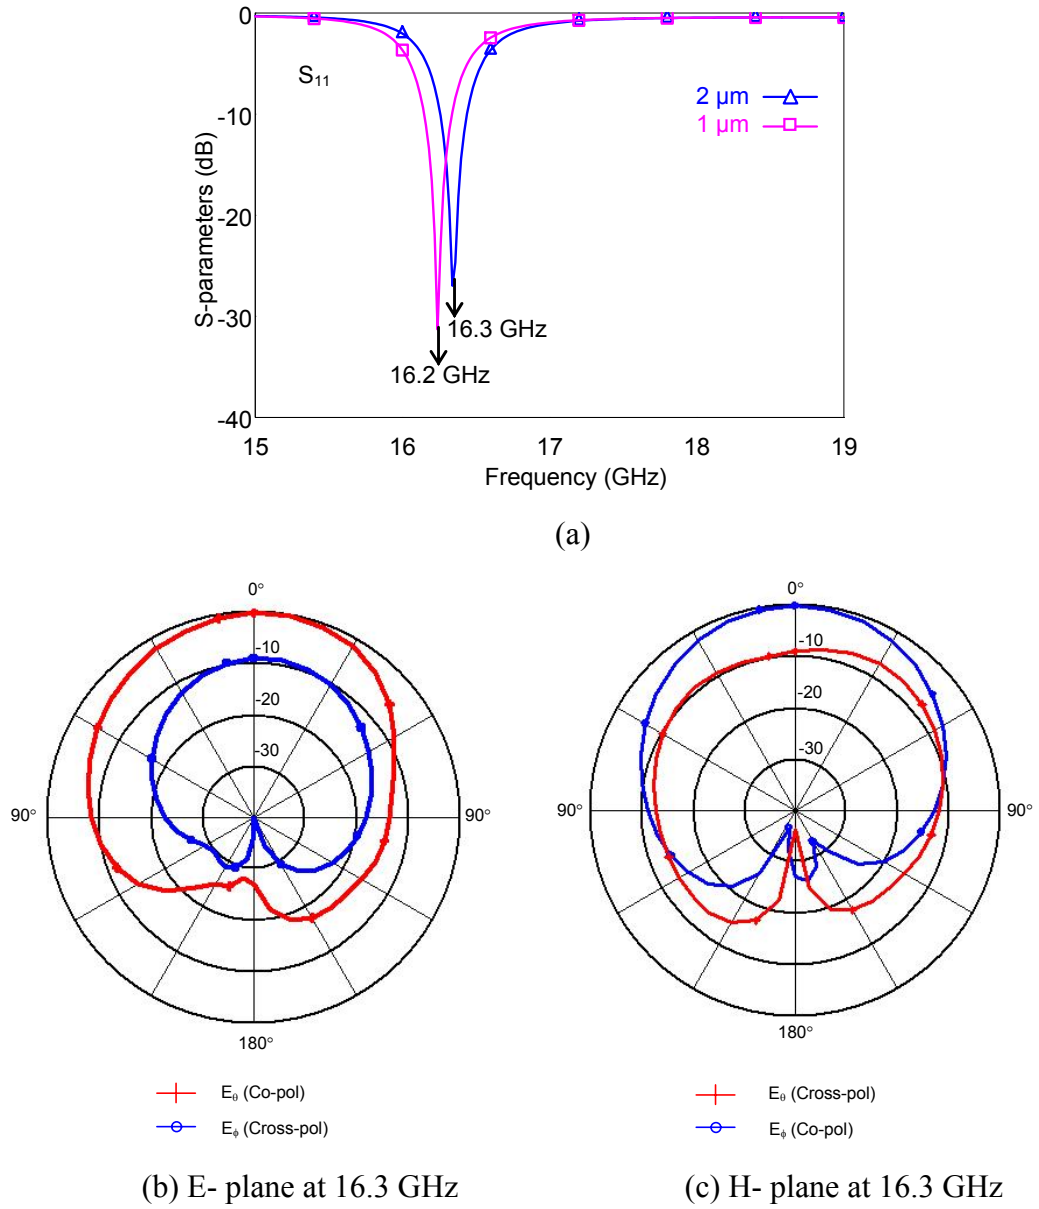 0
S₁₁
2 μm
1 μm
-10
-20
-30
-40
S-parameters (dB)
16.3 GHz
16.2 GHz
15 16 17 18 19
Frequency (GHz)
(a)
0°
-10
-20
-30
90° 90°
180°
E_θ (Co-pol)
E_ϕ (Cross-pol)
(b) E- plane at 16.3 GHz
0°
-10
-20
-30
90° 90°
180°
E_θ (Cross-pol)
E_ϕ (Co-pol)
(c) H- plane at 16.3 GHz